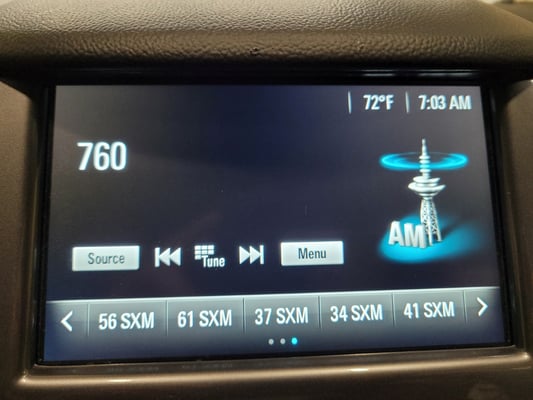 72°F 7:03 AM
760
AM
Source Tune Menu
56 SXM 61 SXM 37 SXM 34 SXM 41 SXM